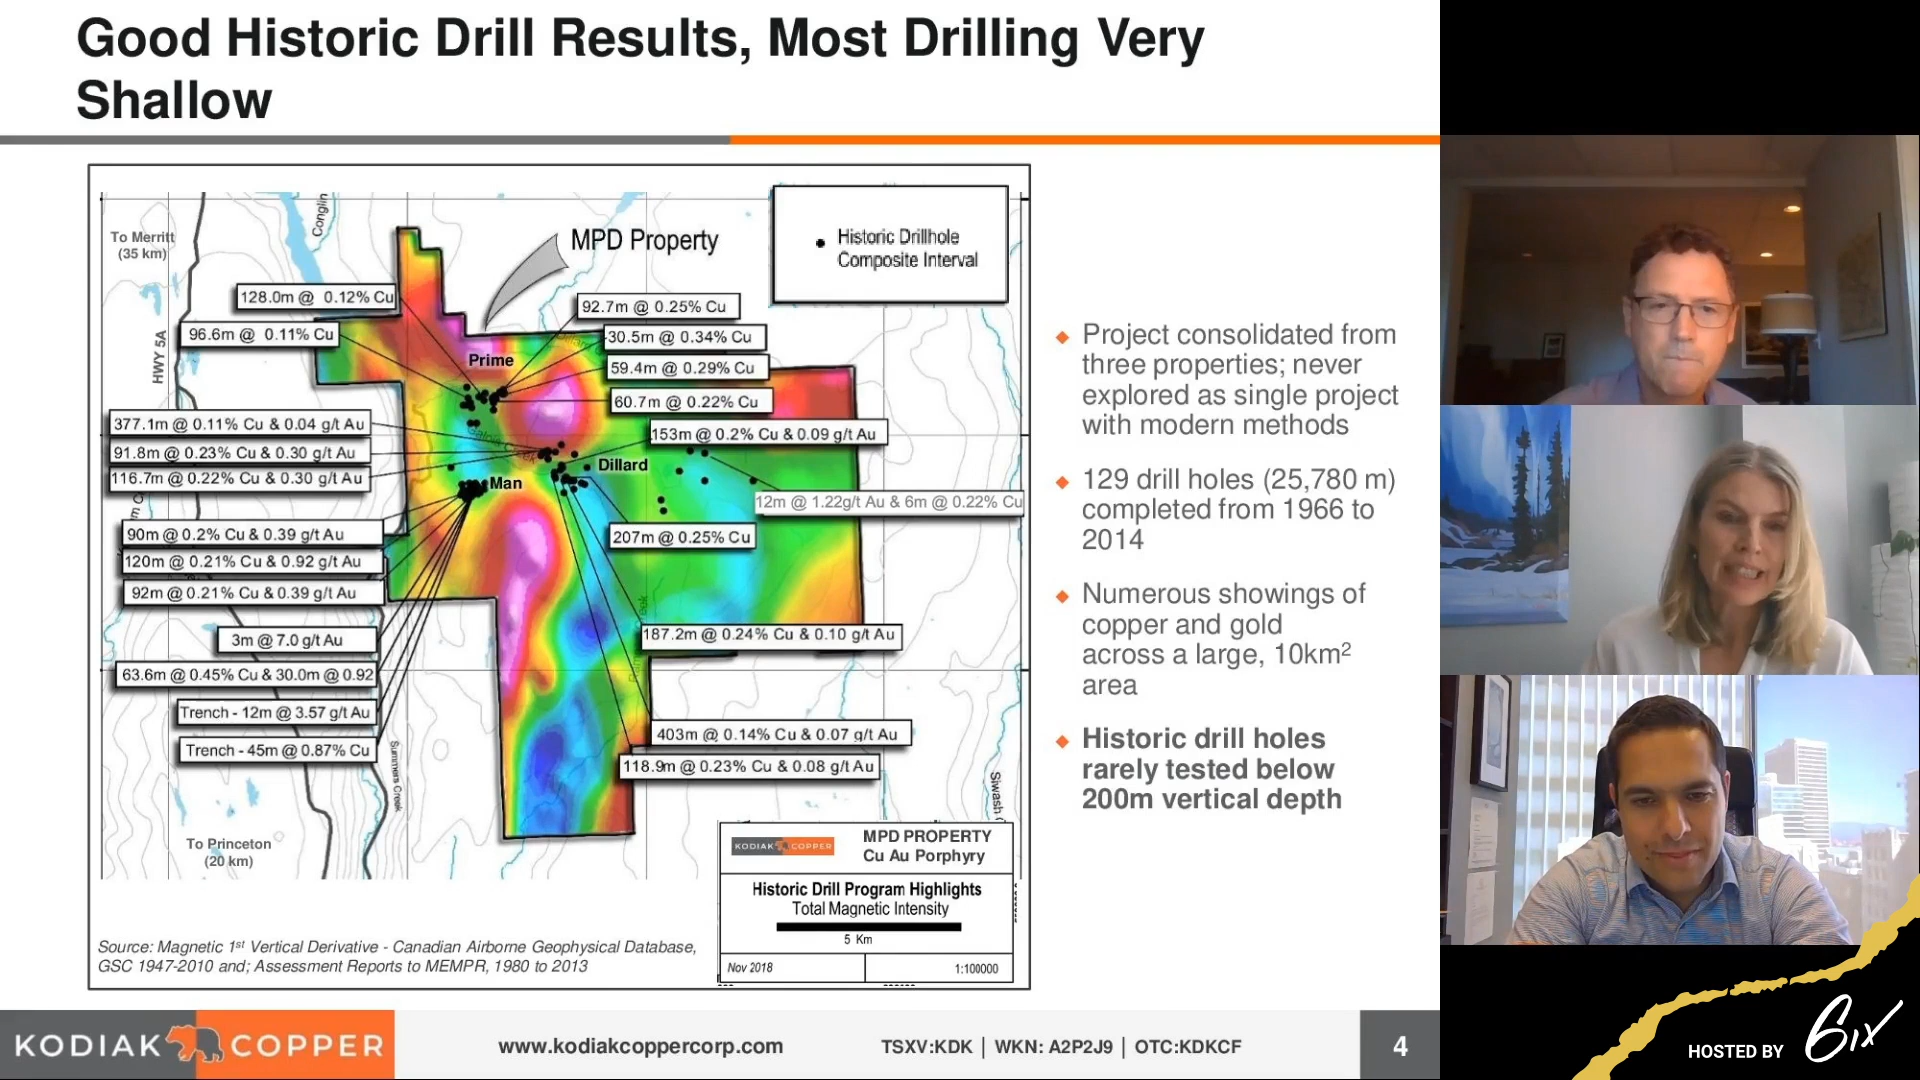 Good Historic Drill Results, Most Drilling Very
Shallow
To Merritt
(35 km)
HWY 5A
Conglin
MPD Property
Historic Drillhole
Composite Interval
128.0m @ 0.12% Cu
96.6m @ 0.11% Cu
92.7m @ 0.25% Cu
30.5m @ 0.34% Cu
59.4m @ 0.29% Cu
60.7m @ 0.22% Cu
Prime
377.1m @ 0.11% Cu & 0.04 g/t Au
91.8m @ 0.23% Cu & 0.30 g/t Au
116.7m @ 0.22% Cu & 0.30 g/t Au
153m @ 0.2% Cu & 0.09 g/t Au
Dillard
Man
12m @ 1.22g/t Au & 6m @ 0.22% Cu
90m @ 0.2% Cu & 0.39 g/t Au
120m @ 0.21% Cu & 0.92 g/t Au
92m @ 0.21% Cu & 0.39 g/t Au
207m @ 0.25% Cu
3m @ 7.0 g/t Au
63.6m @ 0.45% Cu & 30.0m @ 0.92
Trench - 12m @ 3.57 g/t Au
Trench - 45m @ 0.87% Cu
187.2m @ 0.24% Cu & 0.10 g/t Au
403m @ 0.14% Cu & 0.07 g/t Au
118.9m @ 0.23% Cu & 0.08 g/t Au
Summers Creek
Siwash
To Princeton
(20 km)
KODIAK COPPER
MPD PROPERTY
Cu Au Porphyry
Historic Drill Program Highlights
Total Magnetic Intensity
5 Km
Nov 2018
1:100000
Source: Magnetic 1st Vertical Derivative - Canadian Airborne Geophysical Database,
GSC 1947-2010 and; Assessment Reports to MEMPR, 1980 to 2013
◆ Project consolidated from
three properties; never
explored as single project
with modern methods
◆ 129 drill holes (25,780 m)
completed from 1966 to
2014
◆ Numerous showings of
copper and gold
across a large, 10km²
area
◆ Historic drill holes
rarely tested below
200m vertical depth
KODIAK COPPER
www.kodiakcoppercorp.com
TSXV:KDK | WKN: A2P2J9 | OTC:KDKCF
4
HOSTED BY 6ix